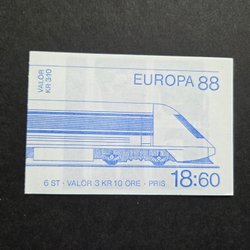 VALÖR
KR 3:10
EUROPA 88
6 ST · VALÖR 3 KR 10 ÖRE · PRIS
18:60